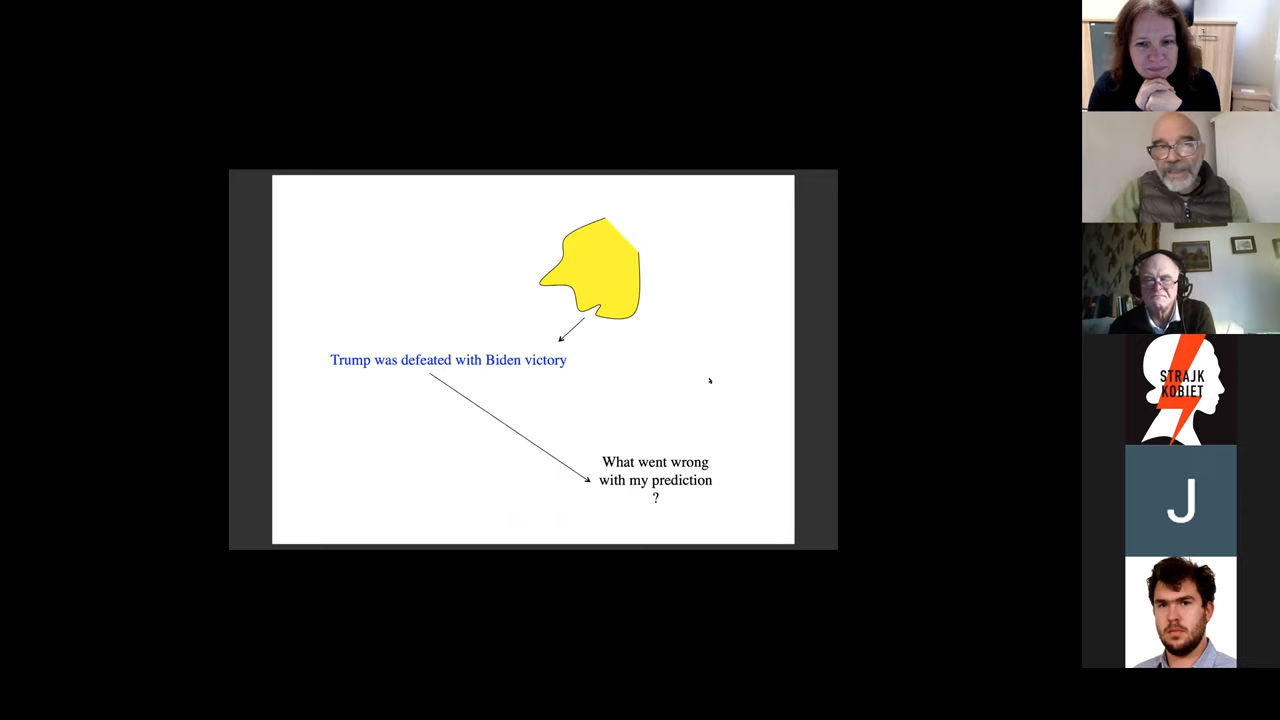 Trump was defeated with Biden victory
What went wrong
with my prediction
?
STRAJK
KOBIET
J